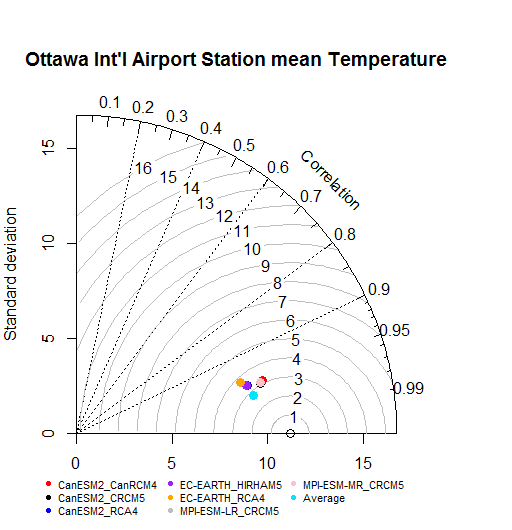 Ottawa Int'l Airport Station mean Temperature
0.1 0.2 0.3 0.4 0.5 0.6 0.7 0.8 0.9 0.95 0.99
Correlation
Standard deviation
15
10
5
0
16 15 14 13 12 11 10 9 8 7 6 5 4 3 2 1
0 5 10 15
CanESM2_CanRCM4 EC-EARTH_HIRHAM5 MPI-ESM-MR_CRCM5
CanESM2_CRCM5 EC-EARTH_RCA4 Average
CanESM2_RCA4 MPI-ESM-LR_CRCM5